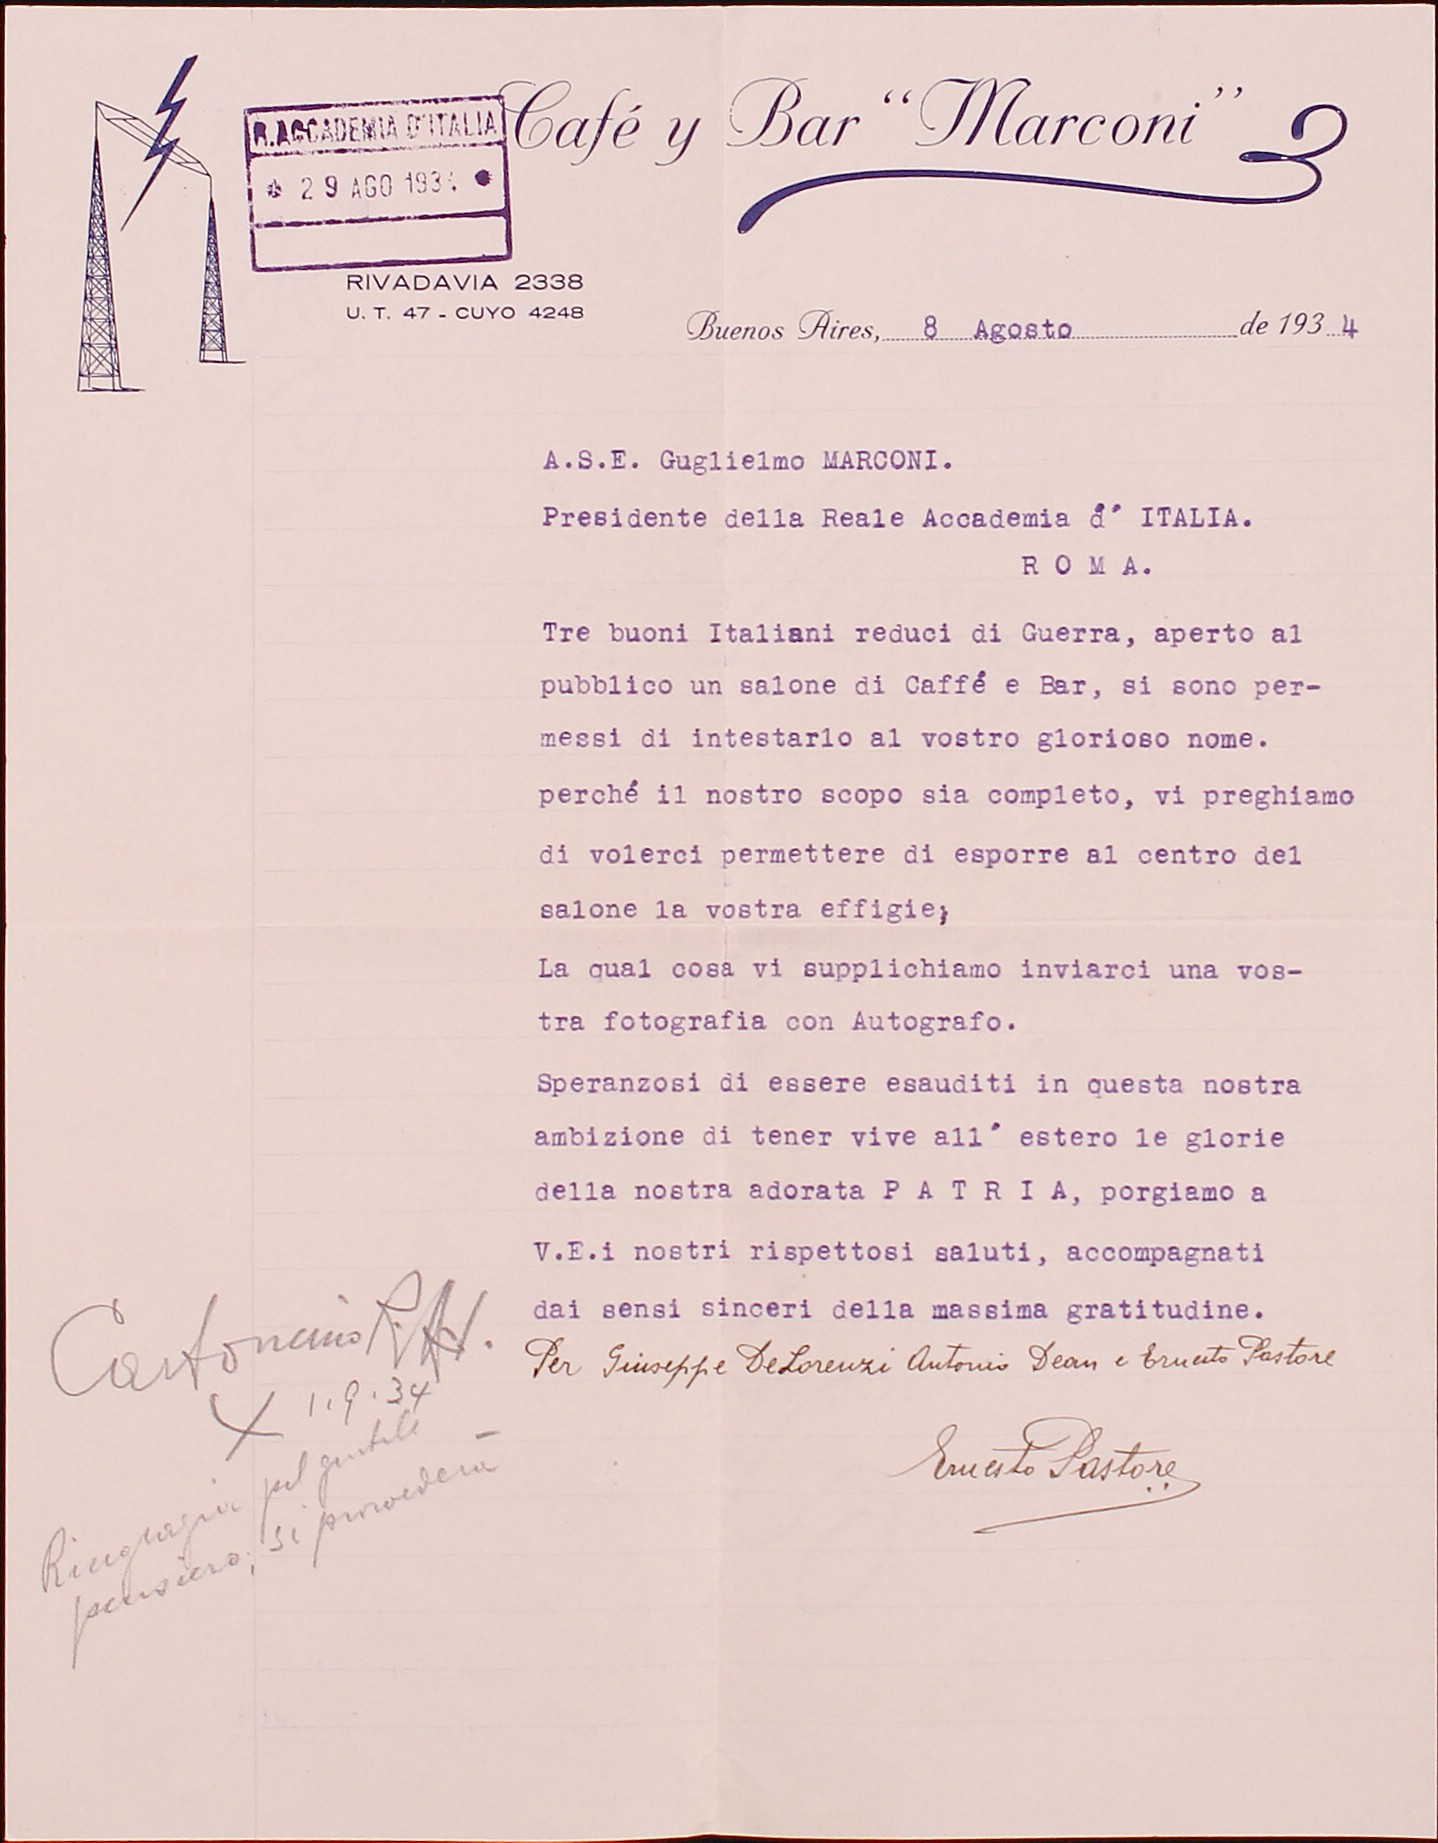 Café y Bar "Marconi"
R. ACCADEMIA D'ITALIA
* 29 AGO 1934
RIVADAVIA 2338
U. T. 47 - CUYO 4248
Buenos Aires, 8 Agosto de 1934
A.S.E. Guglielmo MARCONI.
Presidente della Reale Accademia d' ITALIA.
R O M A.
Tre buoni Italiani reduci di Guerra, aperto al
pubblico un salone di Caffé e Bar, si sono per-
messi di intestarlo al vostro glorioso nome.
perché il nostro scopo sia completo, vi preghiamo
di volerci permettere di esporre al centro del
salone la vostra effigie;
La qual cosa vi supplichiamo inviarci una vos-
tra fotografia con Autografo.
Speranzosi di essere esauditi in questa nostra
ambizione di tener vive all' estero le glorie
della nostra adorata P A T R I A, porgiamo a
V.E.i nostri rispettosi saluti, accompagnati
dai sensi sinceri della massima gratitudine.
Per Giuseppe DeLorenzi Antonio Dean e Ernesto Pastore
Ernesto Pastore
Cartoncino
X 1.9.34
Ringrazia pel gentile
pensiero; si provvederà